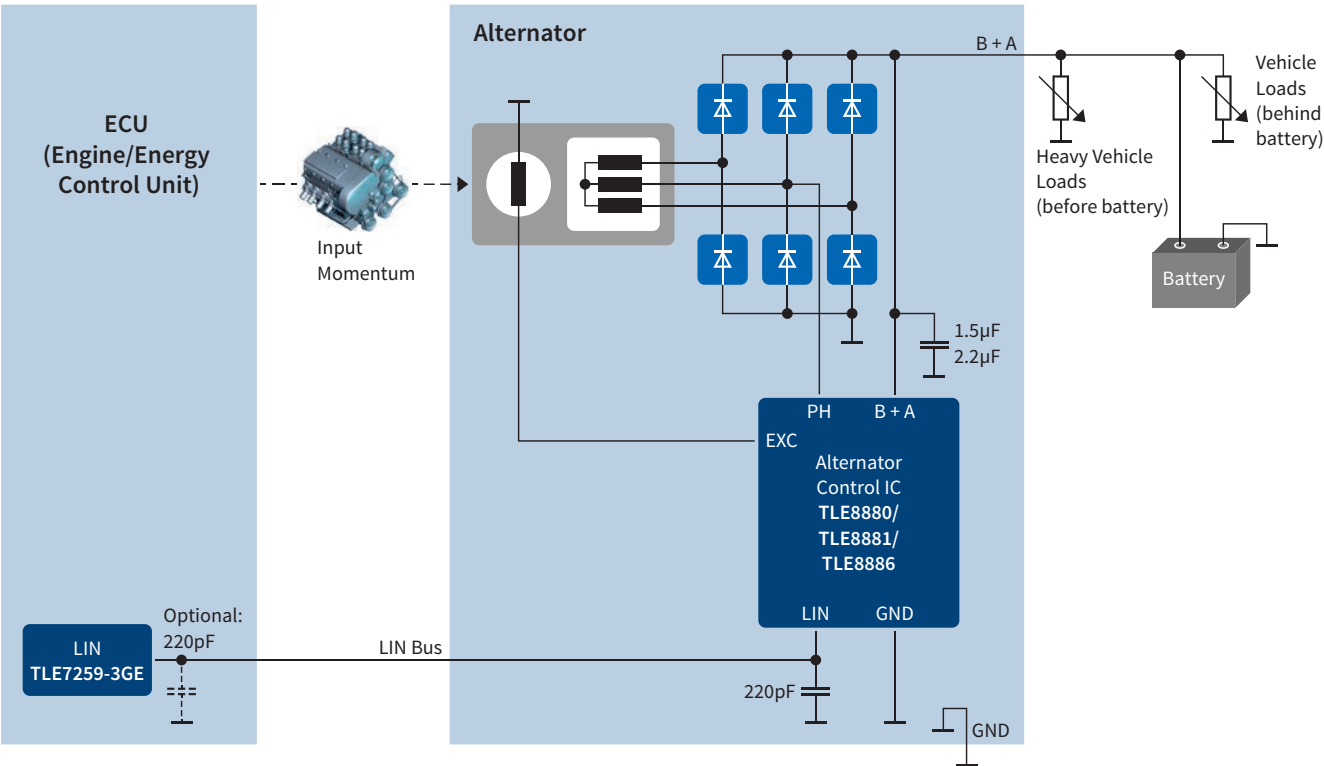 Alternator
B + A
Vehicle
Loads
(behind
battery)
ECU
(Engine/Energy
Control Unit)
Heavy Vehicle
Loads
(before battery)
Input
Momentum
Battery
1.5µF
2.2µF
PH
B + A
EXC
Alternator
Control IC
TLE8880/
TLE8881/
TLE8886
LIN
GND
Optional:
220pF
LIN Bus
LIN
TLE7259-3GE
220pF
GND